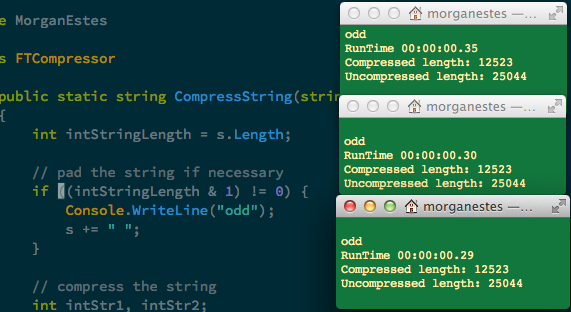 e MorganEstes
s FTCompressor
public static string CompressString(strin
{
int intStringLength = s.Length;
// pad the string if necessary
if ((intStringLength & 1) != 0) {
Console.WriteLine("odd");
s += " ";
}
// compress the string
int intStr1, intStr2;
morganestes —...
odd
RunTime 00:00:00.35
Compressed length: 12523
Uncompressed length: 25044
morganestes —...
odd
RunTime 00:00:00.30
Compressed length: 12523
Uncompressed length: 25044
morganestes —...
odd
RunTime 00:00:00.29
Compressed length: 12523
Uncompressed length: 25044